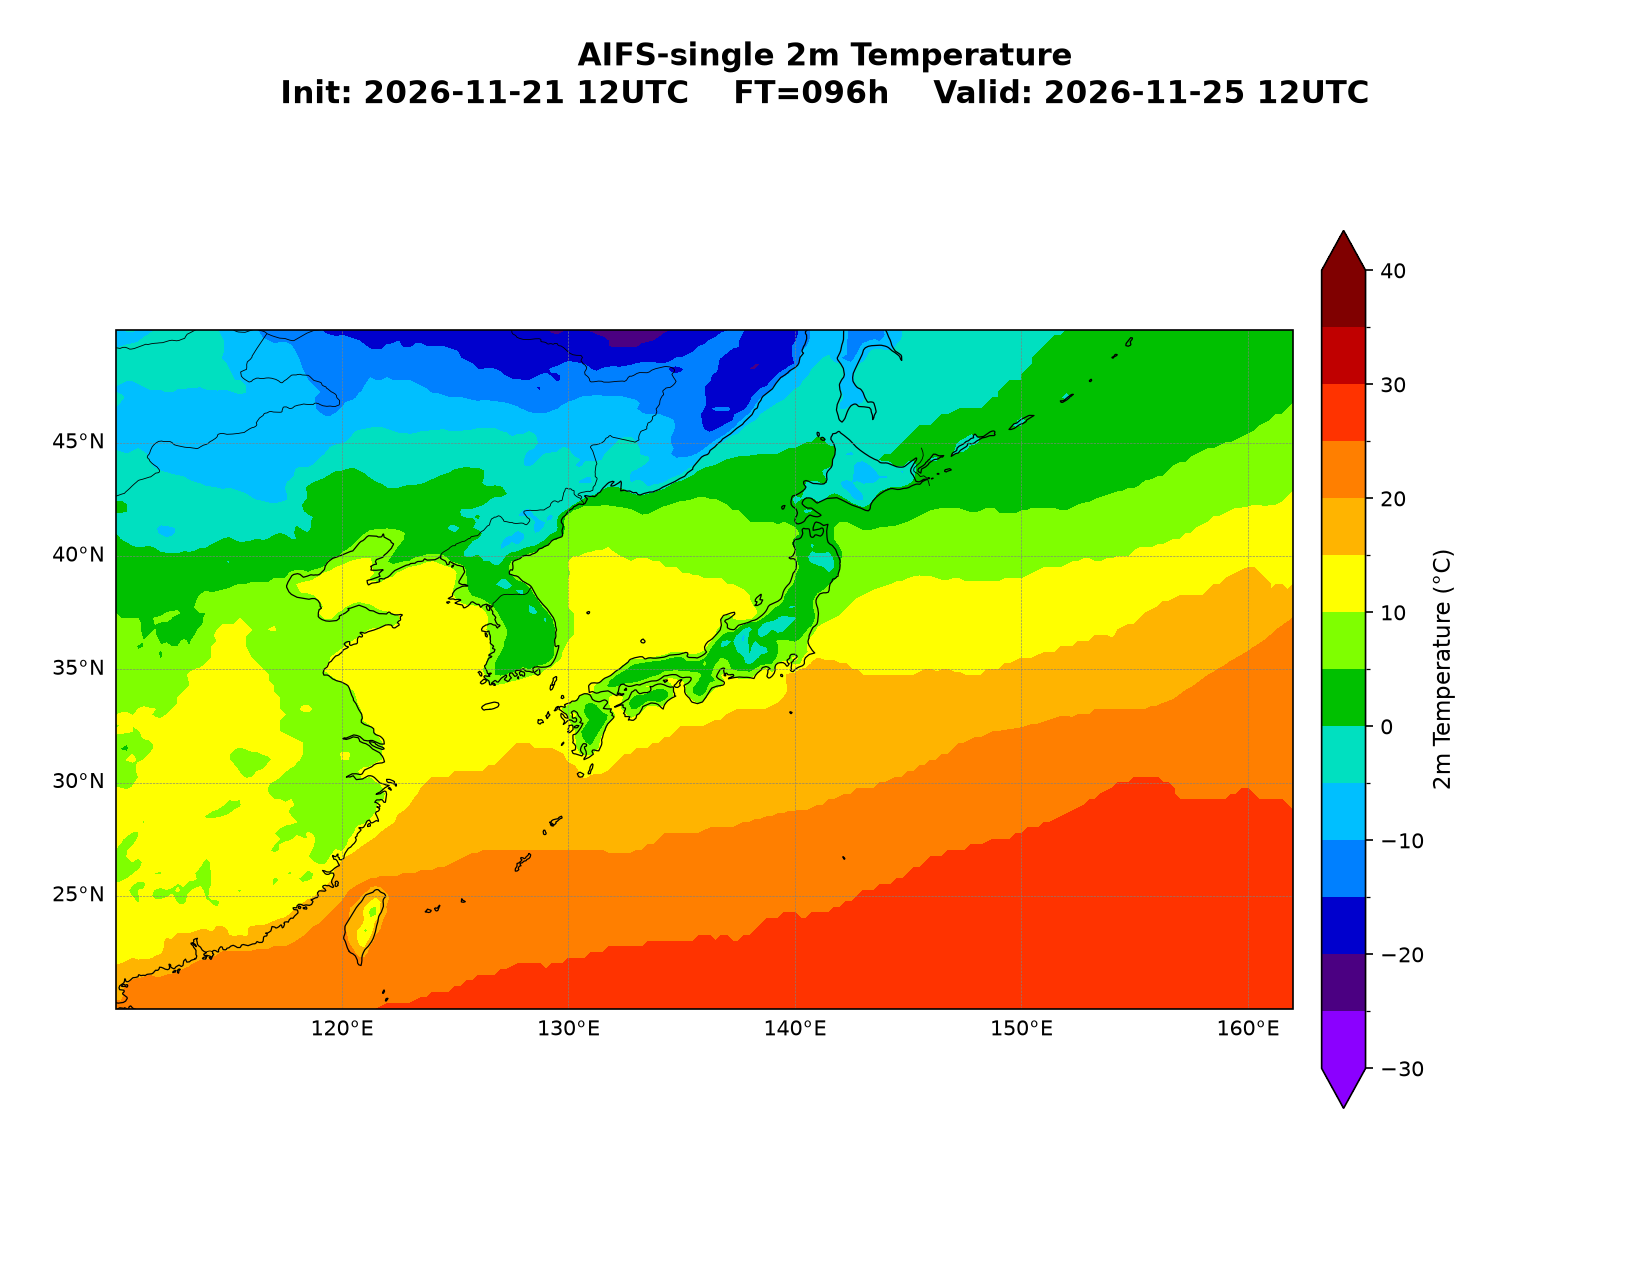 AIFS-single 2m Temperature
Init: 2026-11-21 12UTC    FT=096h    Valid: 2026-11-25 12UTC
45°N
40°N
35°N
30°N
25°N
120°E
130°E
140°E
150°E
160°E
40
30
20
10
0
−10
−20
−30
2m Temperature (°C)